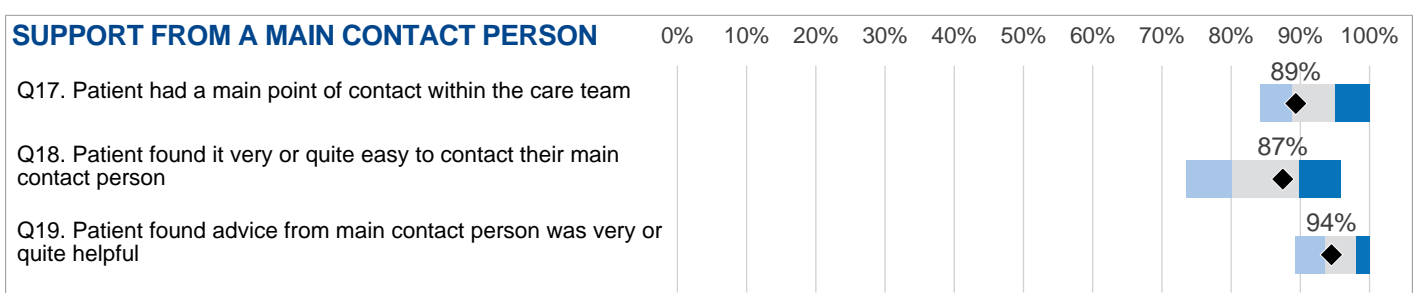 SUPPORT FROM A MAIN CONTACT PERSON 0% 10% 20% 30% 40% 50% 60% 70% 80% 90% 100%
Q17. Patient had a main point of contact within the care team 89%
Q18. Patient found it very or quite easy to contact their main
contact person 87%
Q19. Patient found advice from main contact person was very or
quite helpful 94%